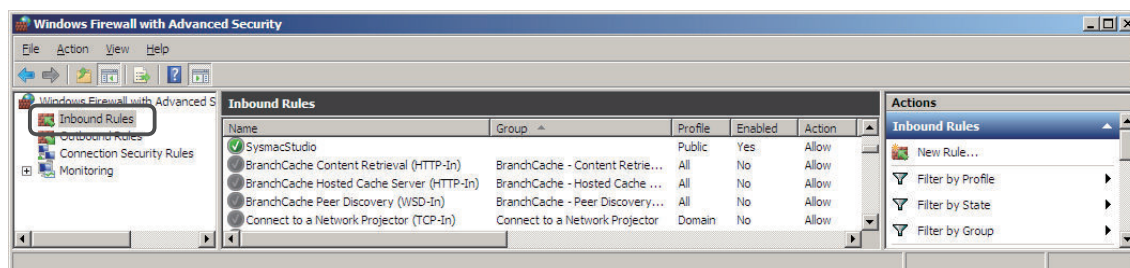 Windows Firewall with Advanced Security
File Action View Help
Windows Firewall with Advanced S
Inbound Rules
Outbound Rules
Connection Security Rules
Monitoring
Inbound Rules
Name Group Profile Enabled Action
SysmacStudio Public Yes Allow
BranchCache Content Retrieval (HTTP-In) BranchCache - Content Retrie... All No Allow
BranchCache Hosted Cache Server (HTTP-In) BranchCache - Hosted Cache ... All No Allow
BranchCache Peer Discovery (WSD-In) BranchCache - Peer Discovery... All No Allow
Connect to a Network Projector (TCP-In) Connect to a Network Projector Domain No Allow
Actions
Inbound Rules
New Rule...
Filter by Profile
Filter by State
Filter by Group